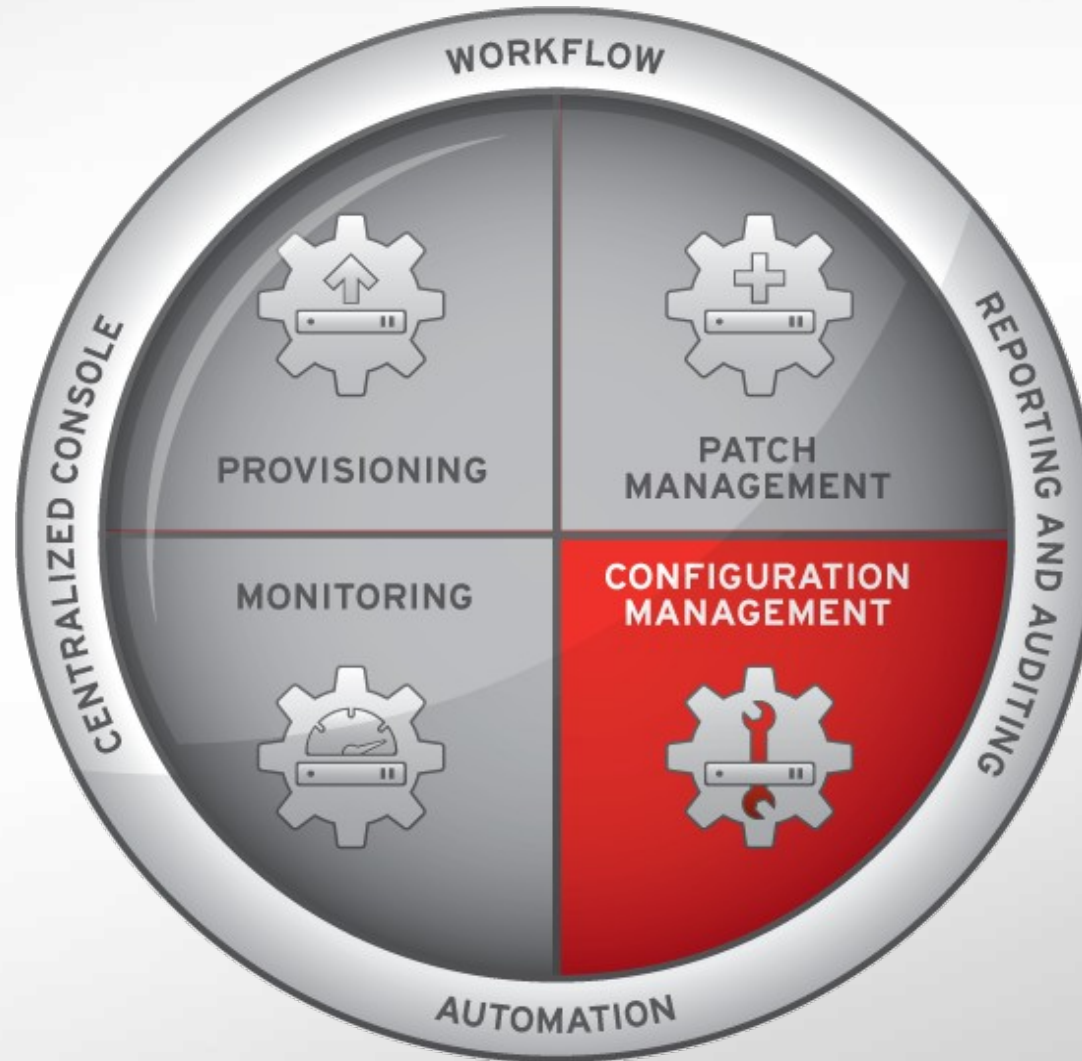 WORKFLOW
CENTRALIZED CONSOLE
REPORTING AND AUDITING
PROVISIONING
PATCH
MANAGEMENT
MONITORING
CONFIGURATION
MANAGEMENT
AUTOMATION